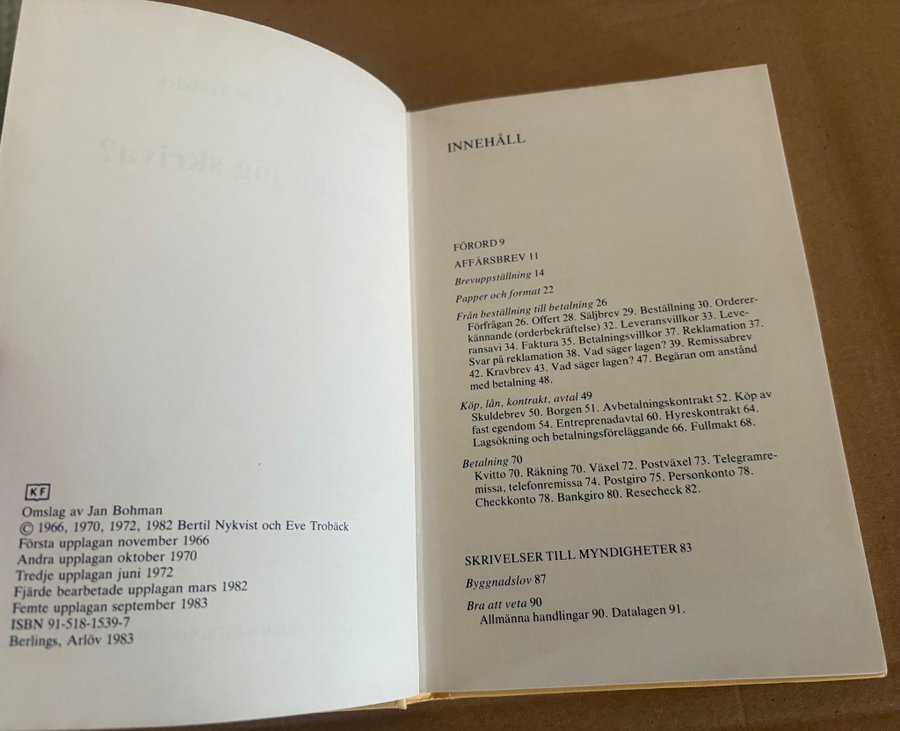 KF
Omslag av Jan Bohman
© 1966, 1970, 1972, 1982 Bertil Nykvist och Eve Trobäck
Första upplagan november 1966
Andra upplagan oktober 1970
Tredje upplagan juni 1972
Fjärde bearbetade upplagan mars 1982
Femte upplagan september 1983
ISBN 91-518-1539-7
Berlings, Arlöv 1983
INNEHÅLL
FÖRORD 9
AFFÄRSBREV 11
Brevuppställning 14
Papper och format 22
Från beställning till betalning 26
Förfrågan 26. Offert 28. Säljbrev 29. Beställning 30. Ordererkännande
kännande (orderbekräftelse) 32. Leveransvillkor 33. Leve-
ransavi 34. Faktura 35. Betalningsvillkor 37. Reklamation 37.
Svar på reklamation 38. Vad säger lagen? 39. Remissabrev
42. Kravbrev 43. Vad säger lagen? 47. Begäran om anstånd
med betalning 48.
Köp, lån, kontrakt, avtal 49
Skuldebrev 50. Borgen 51. Avbetalningskontrakt 52. Köp av
fast egendom 54. Entreprenadavtal 60. Hyreskontrakt 64.
Lagsökning och betalningsföreläggande 66. Fullmakt 68.
Betalning 70
Kvitto 70. Räkning 70. Växel 72. Postväxel 73. Telegramre-
missa, telefonremissa 74. Postgiro 75. Personkonto 78.
Checkkonto 78. Bankgiro 80. Resecheck 82.
SKRIVELSER TILL MYNDIGHETER 83
Byggnadslov 87
Bra att veta 90
Allmänna handlingar 90. Datalagen 91.